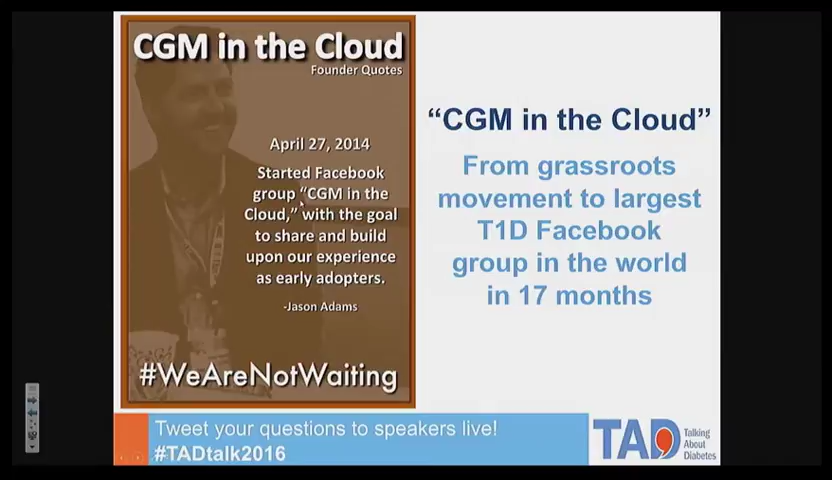 CGM in the Cloud
Founder Quotes
April 27, 2014
Started Facebook
group “CGM in the
Cloud,” with the goal
to share and build
upon our experience
as early adopters.
-Jason Adams
#WeAreNotWaiting
“CGM in the Cloud”
From grassroots
movement to largest
T1D Facebook
group in the world
in 17 months
Tweet your questions to speakers live!
#TADtalk2016
TAD
Talking
About
Diabetes